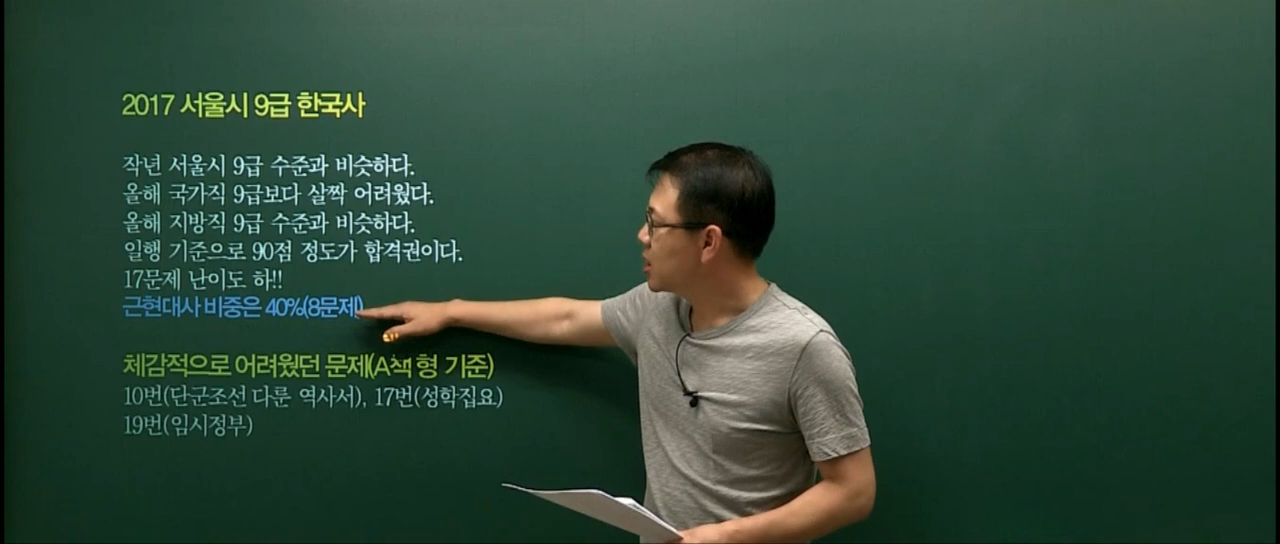 2017 서울시 9급 한국사
작년 서울시 9급 수준과 비슷하다.
올해 국가직 9급보다 살짝 어려웠다.
올해 지방직 9급 수준과 비슷하다.
일행 기준으로 90점 정도가 합격권이다.
17문제 난이도 하!!
근현대사 비중은 40%(8문제)
체감적으로 어려웠던 문제(A책 형 기준)
10번(단군조선 다룬 역사서), 17번(성학집요)
19번(임시정부)